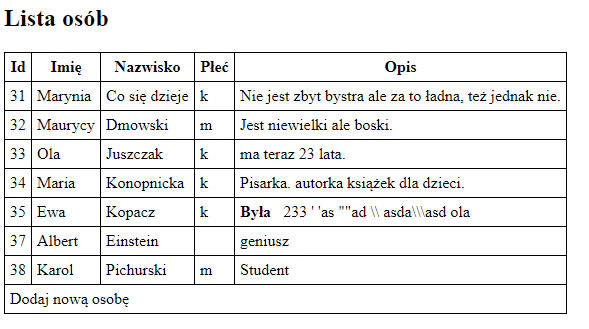 Lista osób
Id Imię Nazwisko Płeć Opis
31 Marynia Co się dzieje k Nie jest zbyt bystra ale za to ładna, też jednak nie.
32 Maurycy Dmowski m Jest niewielki ale boski.
33 Ola Juszczak k ma teraz 23 lata.
34 Maria Konopnicka k Pisarka. autorka książek dla dzieci.
35 Ewa Kopacz k Była 233 ' 'as ""ad \\ asda\\\asd ola
37 Albert Einstein geniusz
38 Karol Pichurski m Student
Dodaj nową osobę